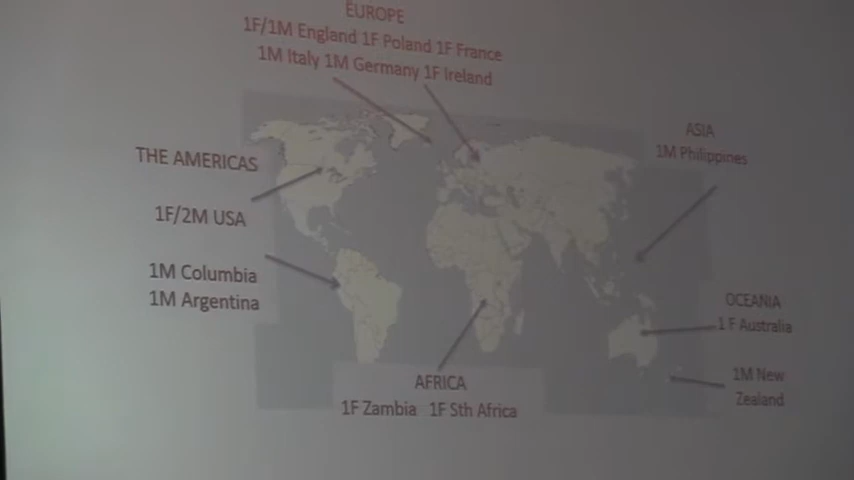 EUROPE
1F/1M England 1F Poland 1F France
1M Italy 1M Germany 1F Ireland
ASIA
1M Philippines
THE AMERICAS
1F/2M USA
1M Columbia
1M Argentina
OCEANIA
1 F Australia
1M New
Zealand
AFRICA
1F Zambia 1F Sth Africa